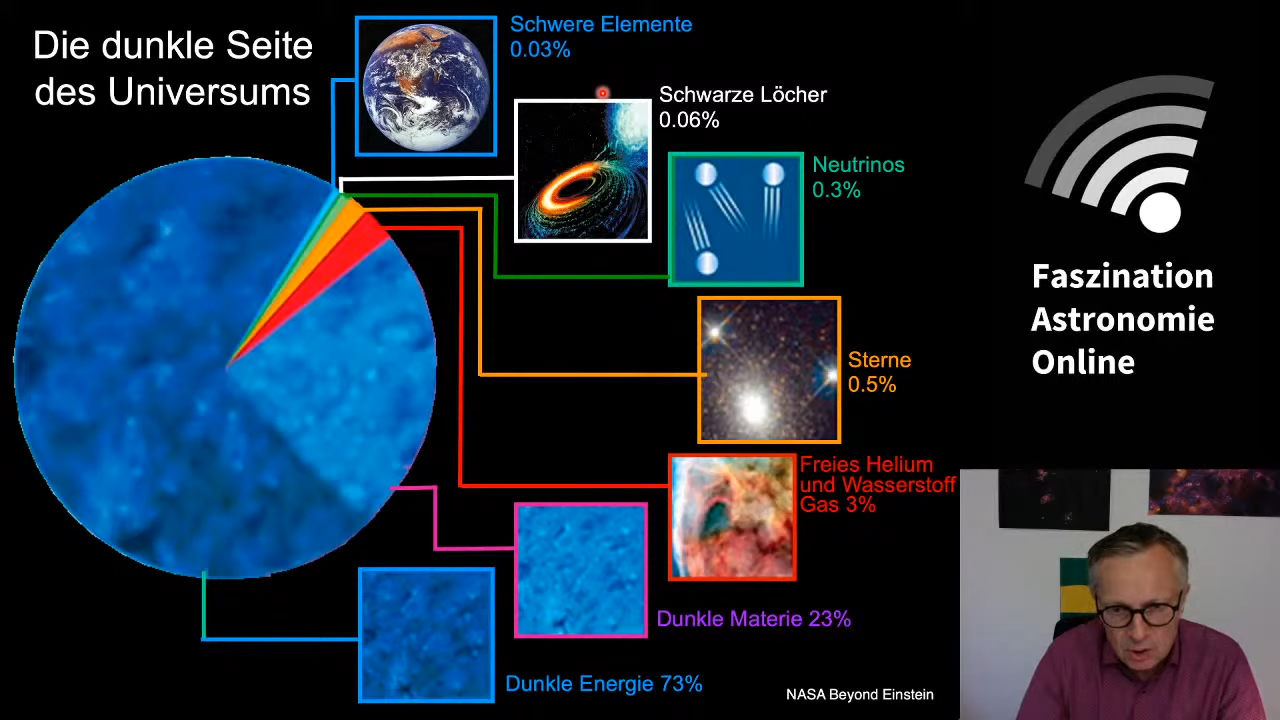 Die dunkle Seite
des Universums
Schwere Elemente
0.03%
Schwarze Löcher
0.06%
Neutrinos
0.3%
Sterne
0.5%
Freies Helium
und Wasserstoff
Gas 3%
Dunkle Materie 23%
Dunkle Energie 73%
NASA Beyond Einstein
Faszination
Astronomie
Online